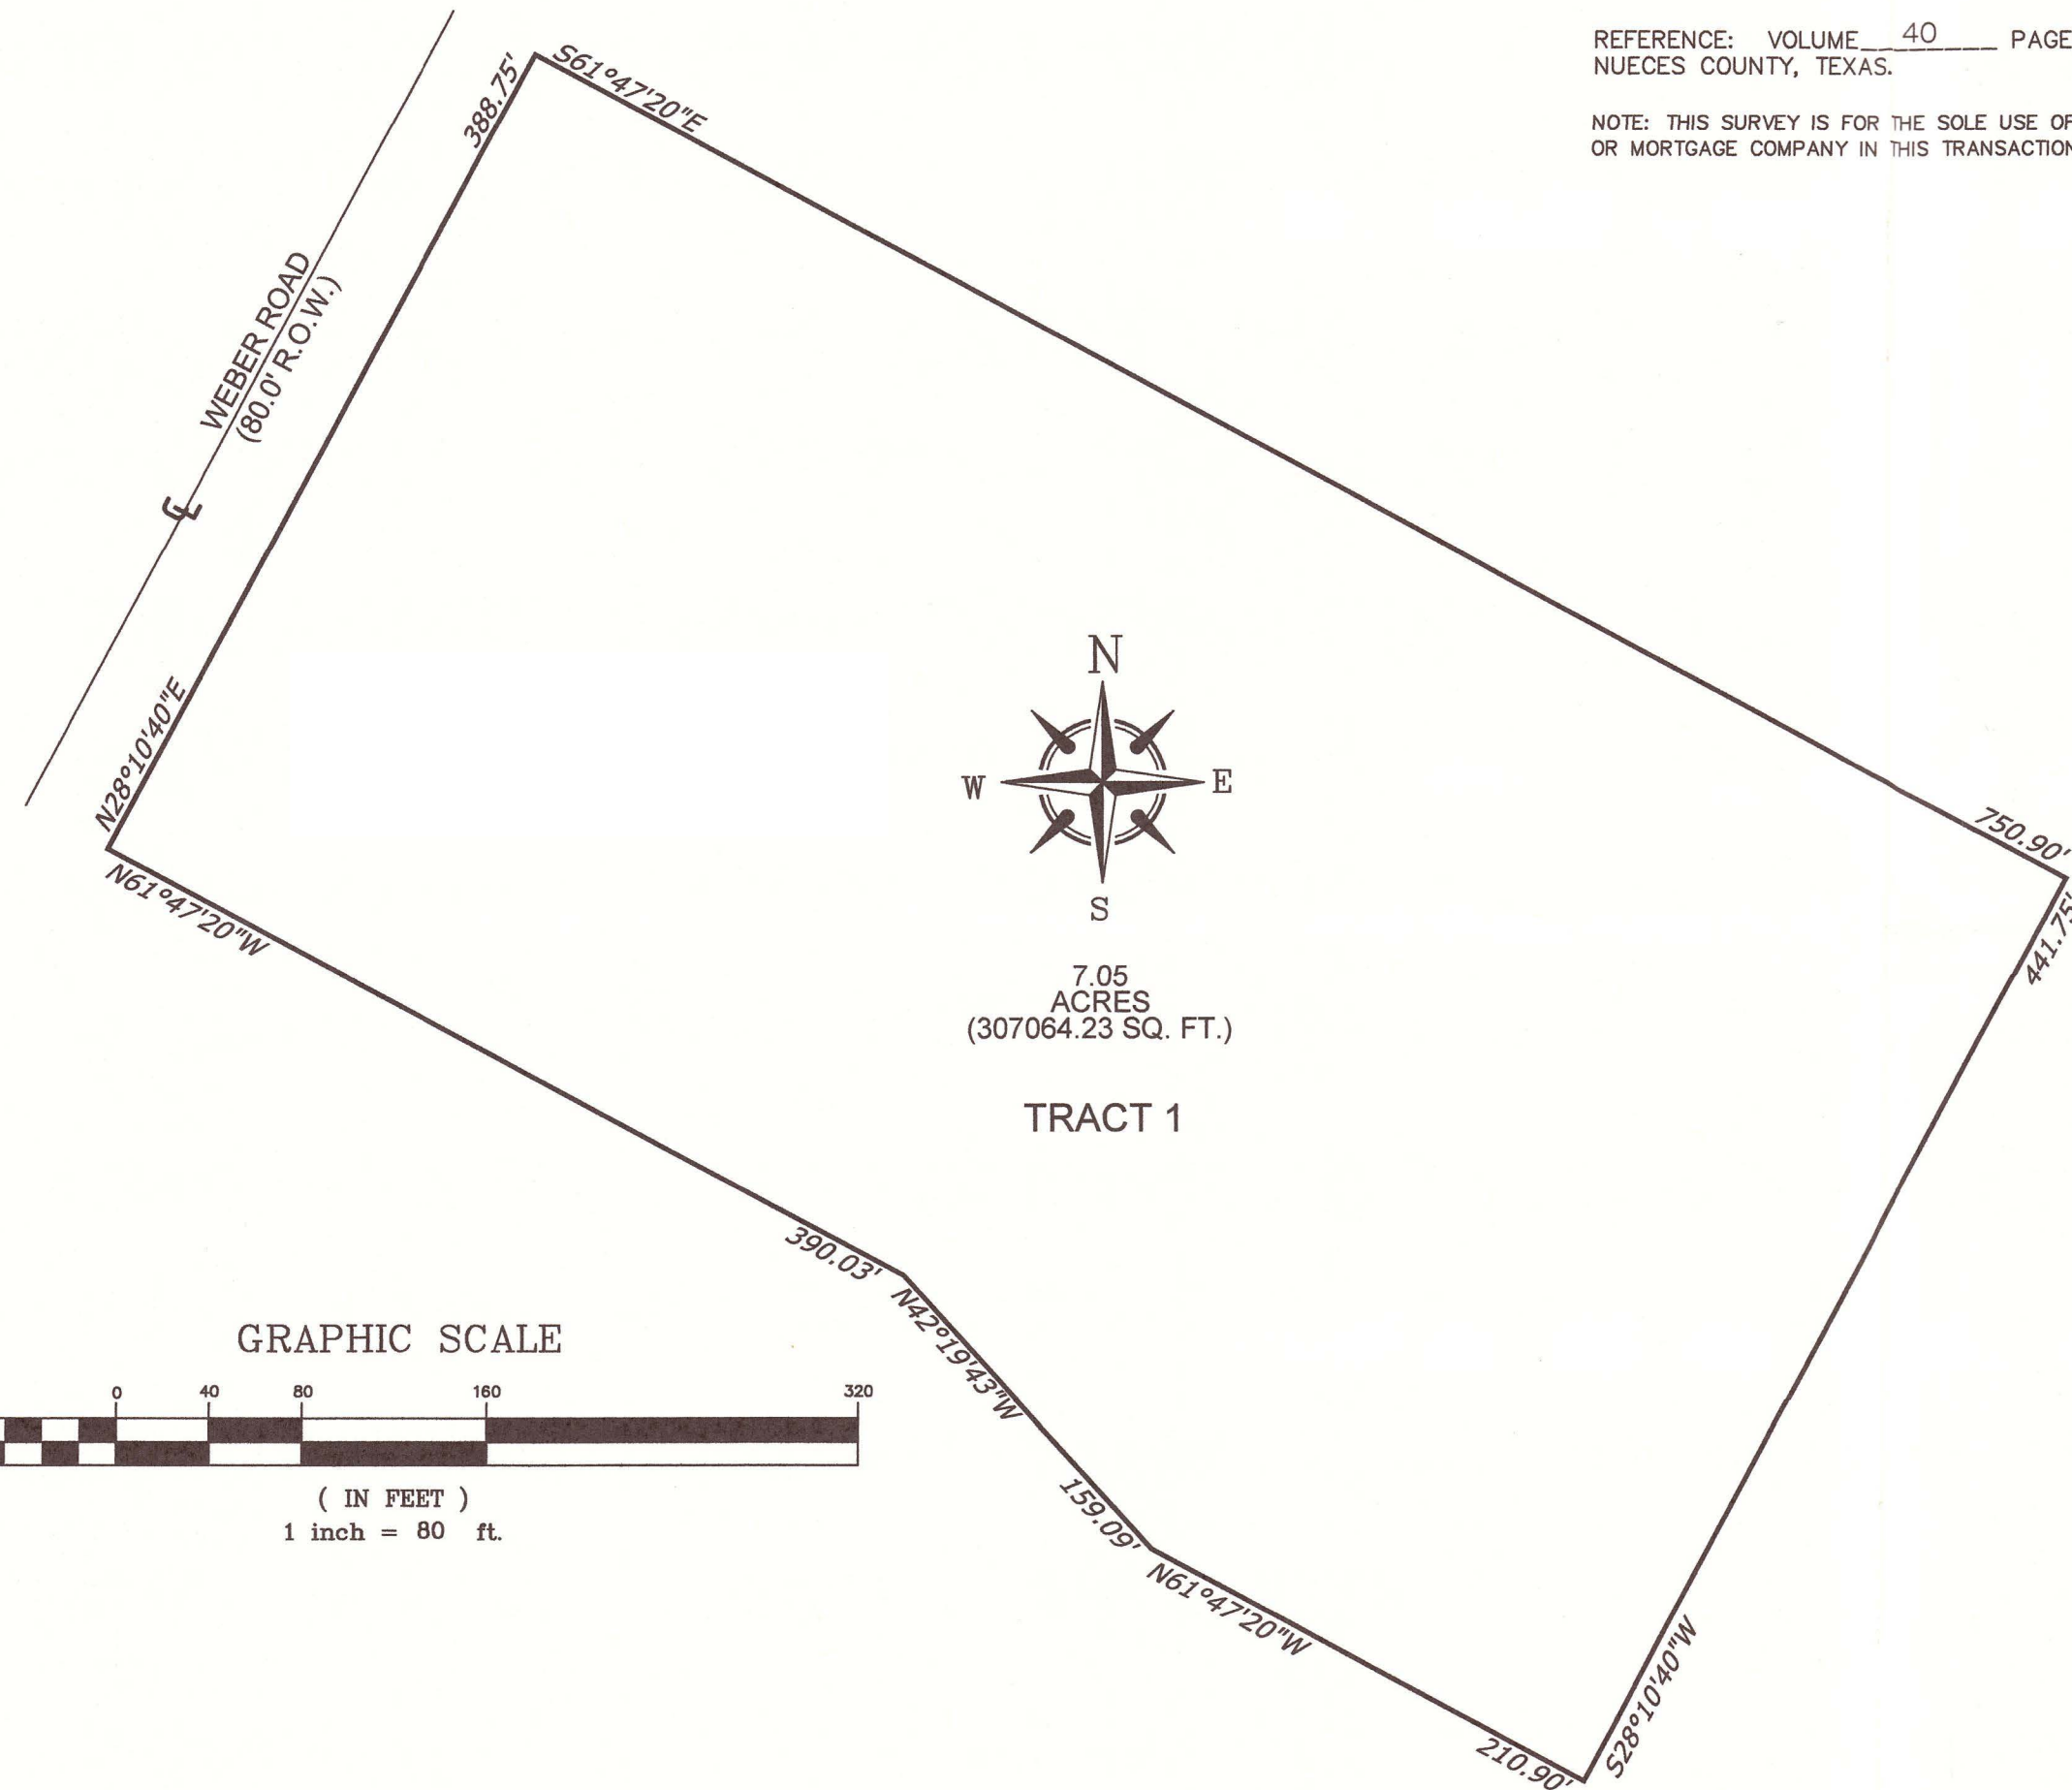 REFERENCE: VOLUME 40 PAGE
NUECES COUNTY, TEXAS.
NOTE: THIS SURVEY IS FOR THE SOLE USE OF
OR MORTGAGE COMPANY IN THIS TRANSACTION
388.75'
S61°47'20"E
WEBER ROAD
(80.0' R.O.W.)
℄
N28°10'40"E
N
W
E
S
750.90'
441.75'
N61°47'20"W
7.05
ACRES
(307064.23 SQ. FT.)
TRACT 1
390.03'
N42°19'43"W
159.09'
N61°47'20"W
210.90'
S28°10'40"W
GRAPHIC SCALE
0 40 80 160 320
( IN FEET )
1 inch = 80 ft.